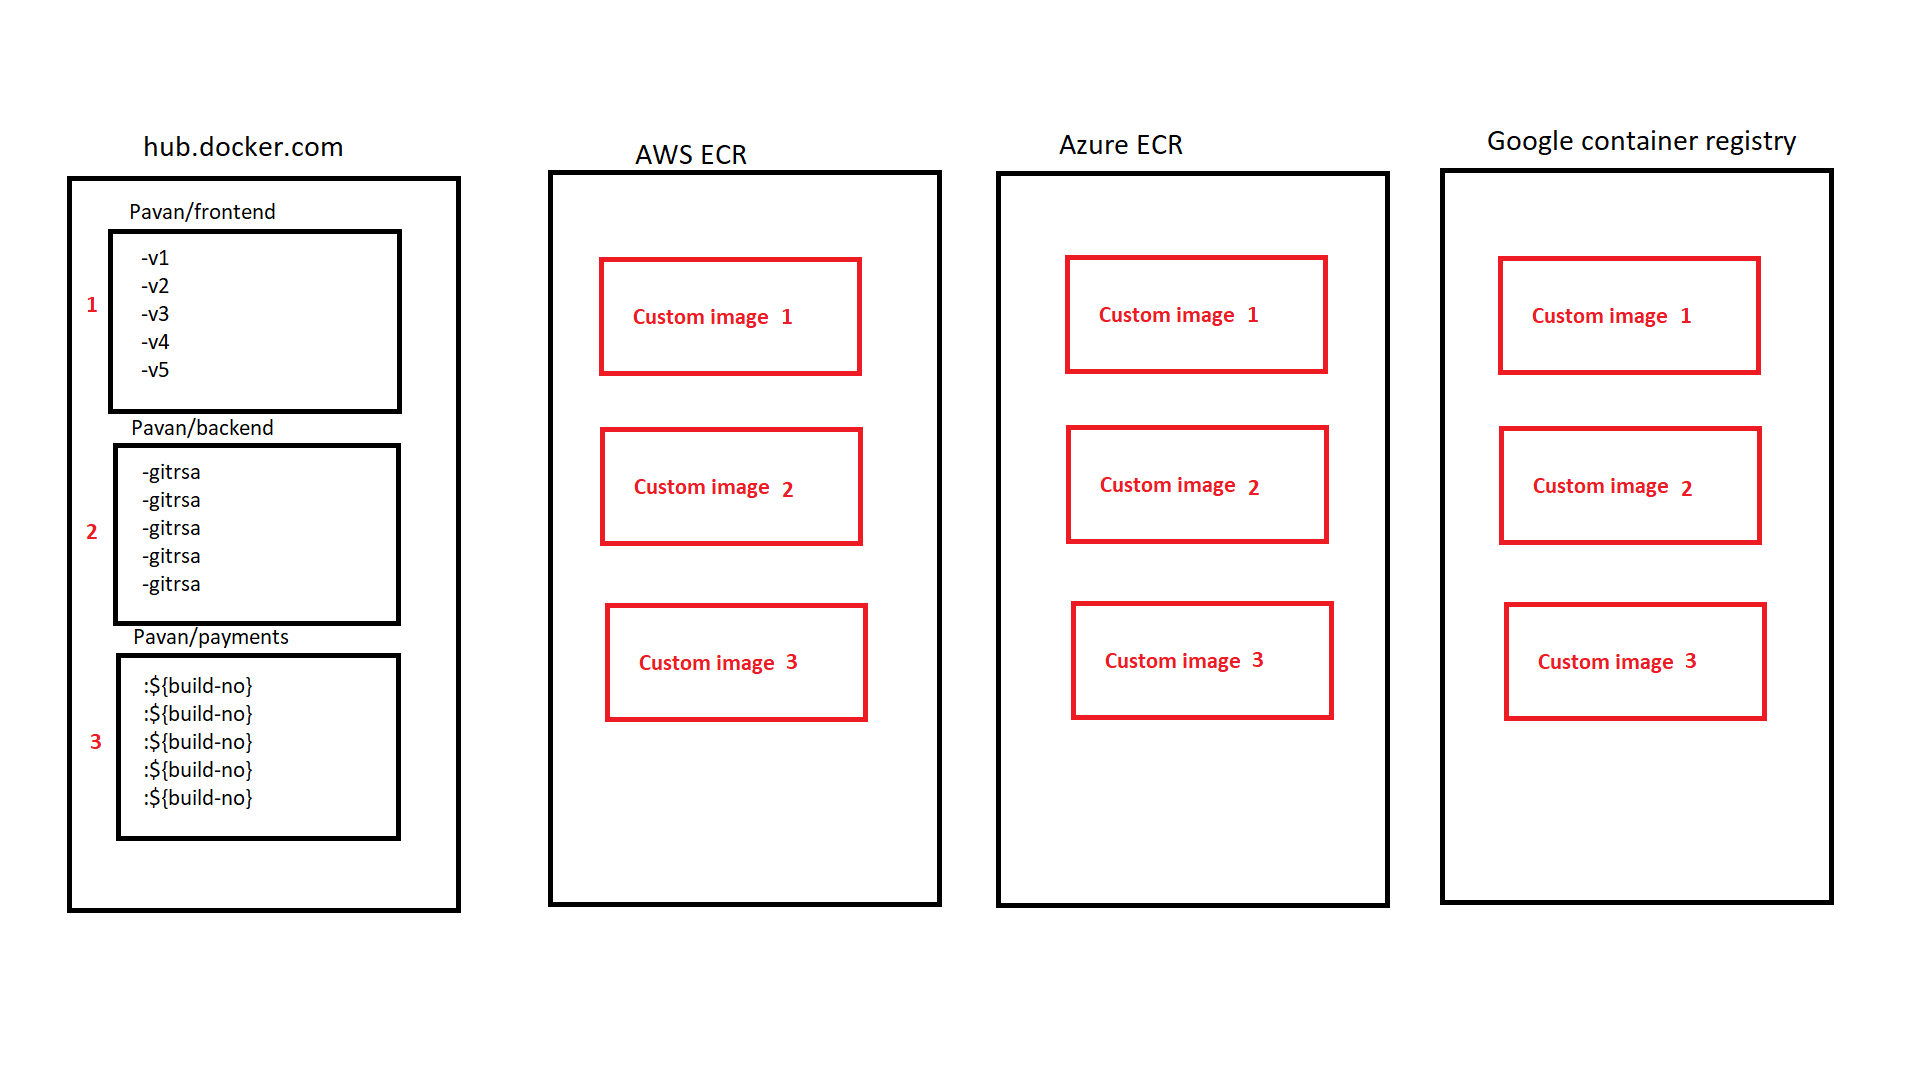 hub.docker.com
Pavan/frontend
-v1
-v2
-v3
-v4
-v5
1
Pavan/backend
-gitrsa
-gitrsa
-gitrsa
-gitrsa
-gitrsa
2
Pavan/payments
:${build-no}
:${build-no}
:${build-no}
:${build-no}
:${build-no}
3
AWS ECR
Custom image 1
Custom image 2
Custom image 3
Azure ECR
Custom image 1
Custom image 2
Custom image 3
Google container registry
Custom image 1
Custom image 2
Custom image 3